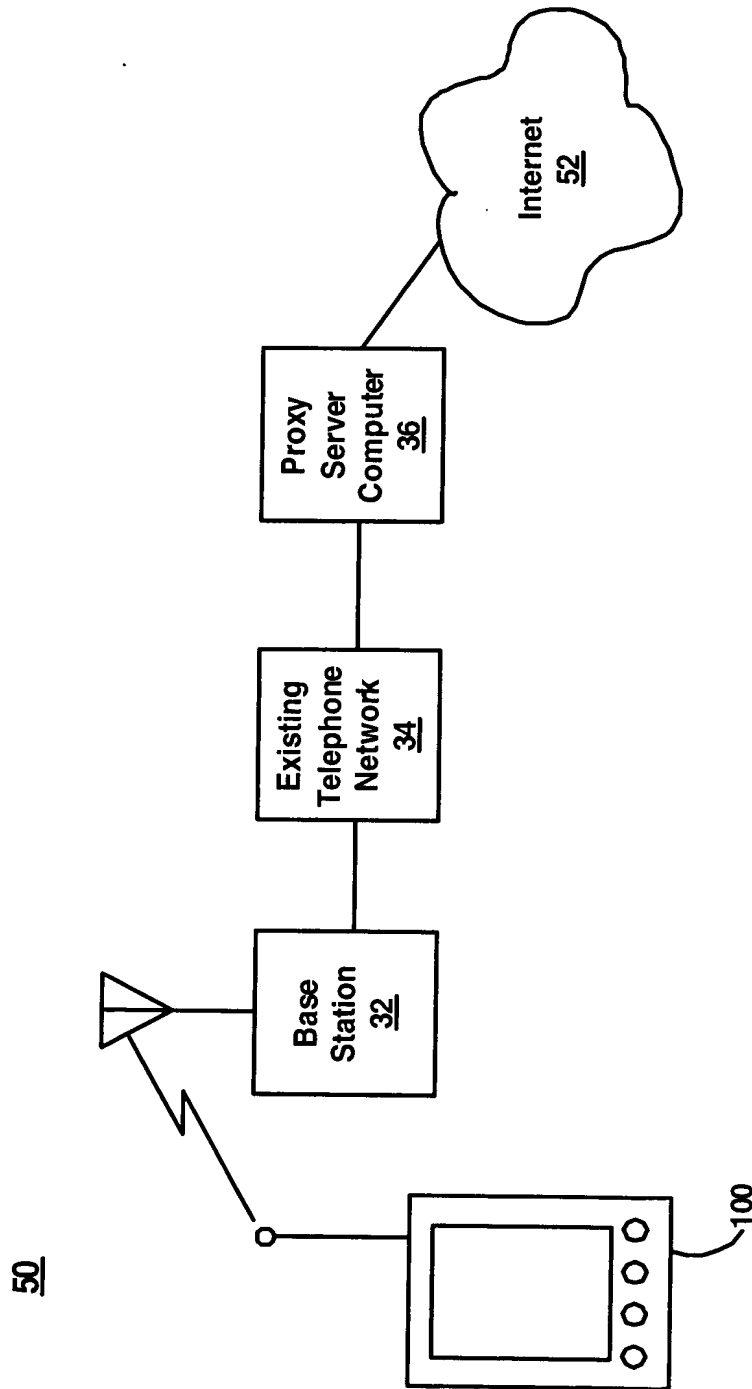 50
100
Base
Station
32
Existing
Telephone
Network
34
Proxy
Server
Computer
36
Internet
52